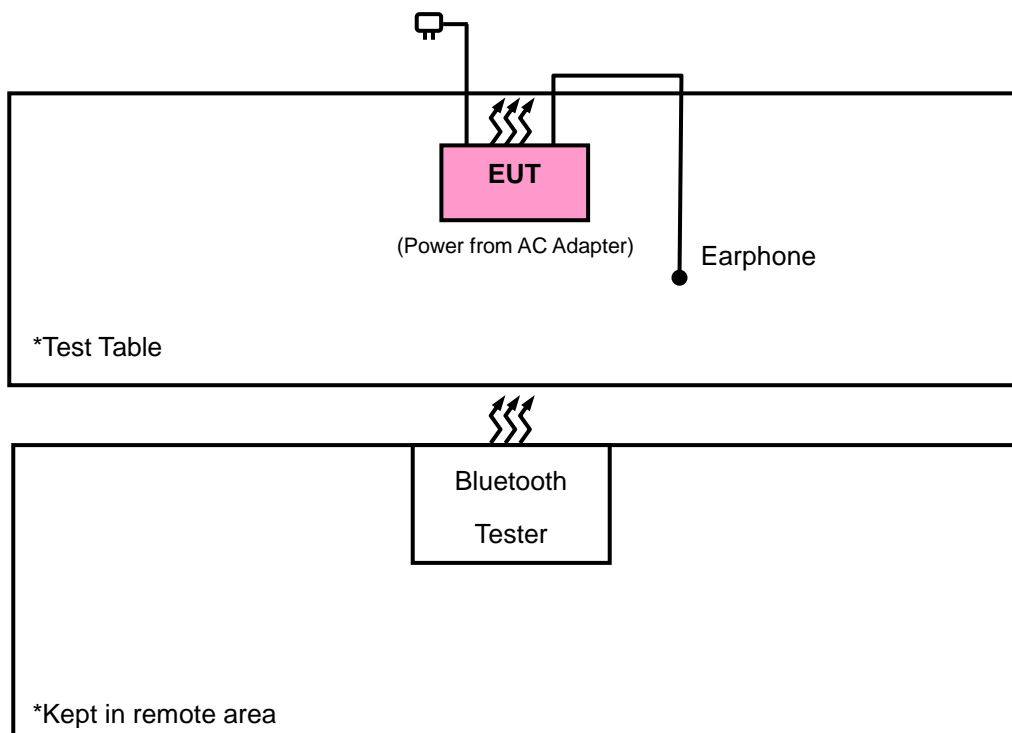 EUT
(Power from AC Adapter)
Earphone
*Test Table
Bluetooth
Tester
*Kept in remote area